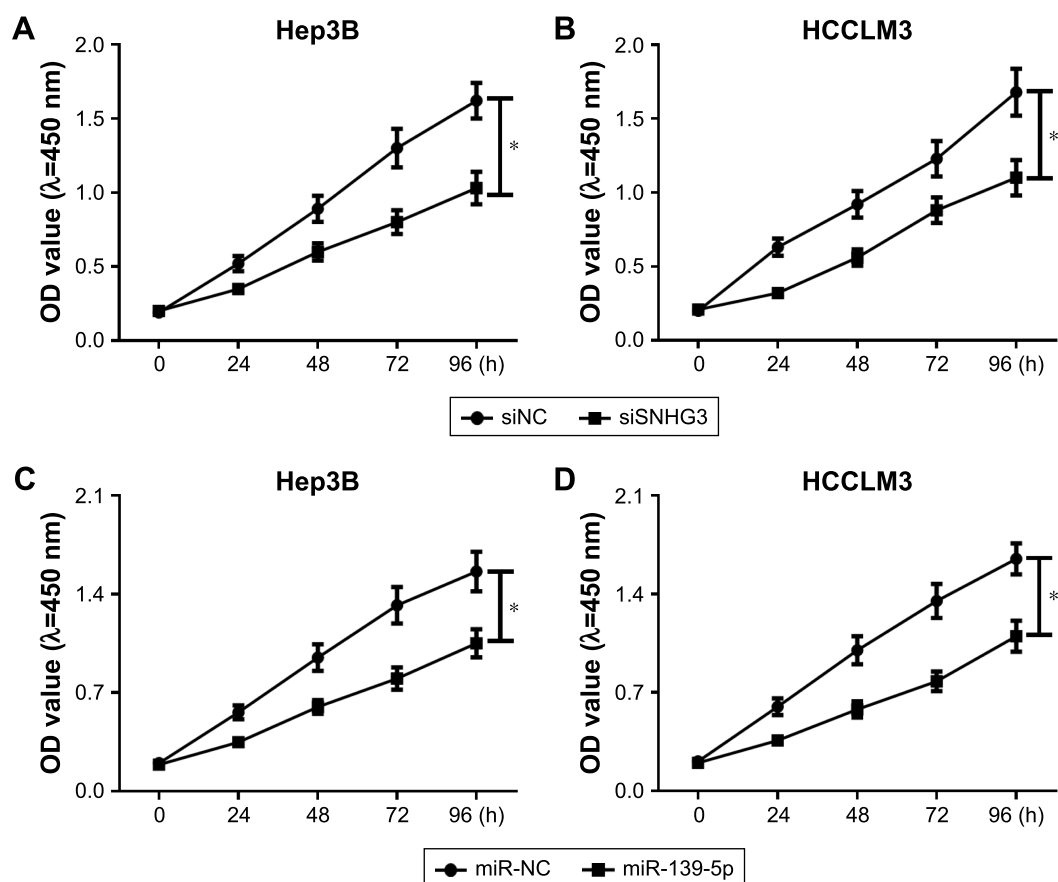 A
Hep3B
OD value (λ=450 nm)
2.0
1.5
1.0
0.5
0.0
*
0 24 48 72 96 (h)
B
HCCLM3
OD value (λ=450 nm)
2.0
1.5
1.0
0.5
0.0
*
0 24 48 72 96 (h)
siNC siSNHG3
C
Hep3B
OD value (λ=450 nm)
2.1
1.4
0.7
0.0
*
0 24 48 72 96 (h)
D
HCCLM3
OD value (λ=450 nm)
2.1
1.4
0.7
0.0
*
0 24 48 72 96 (h)
miR-NC miR-139-5p